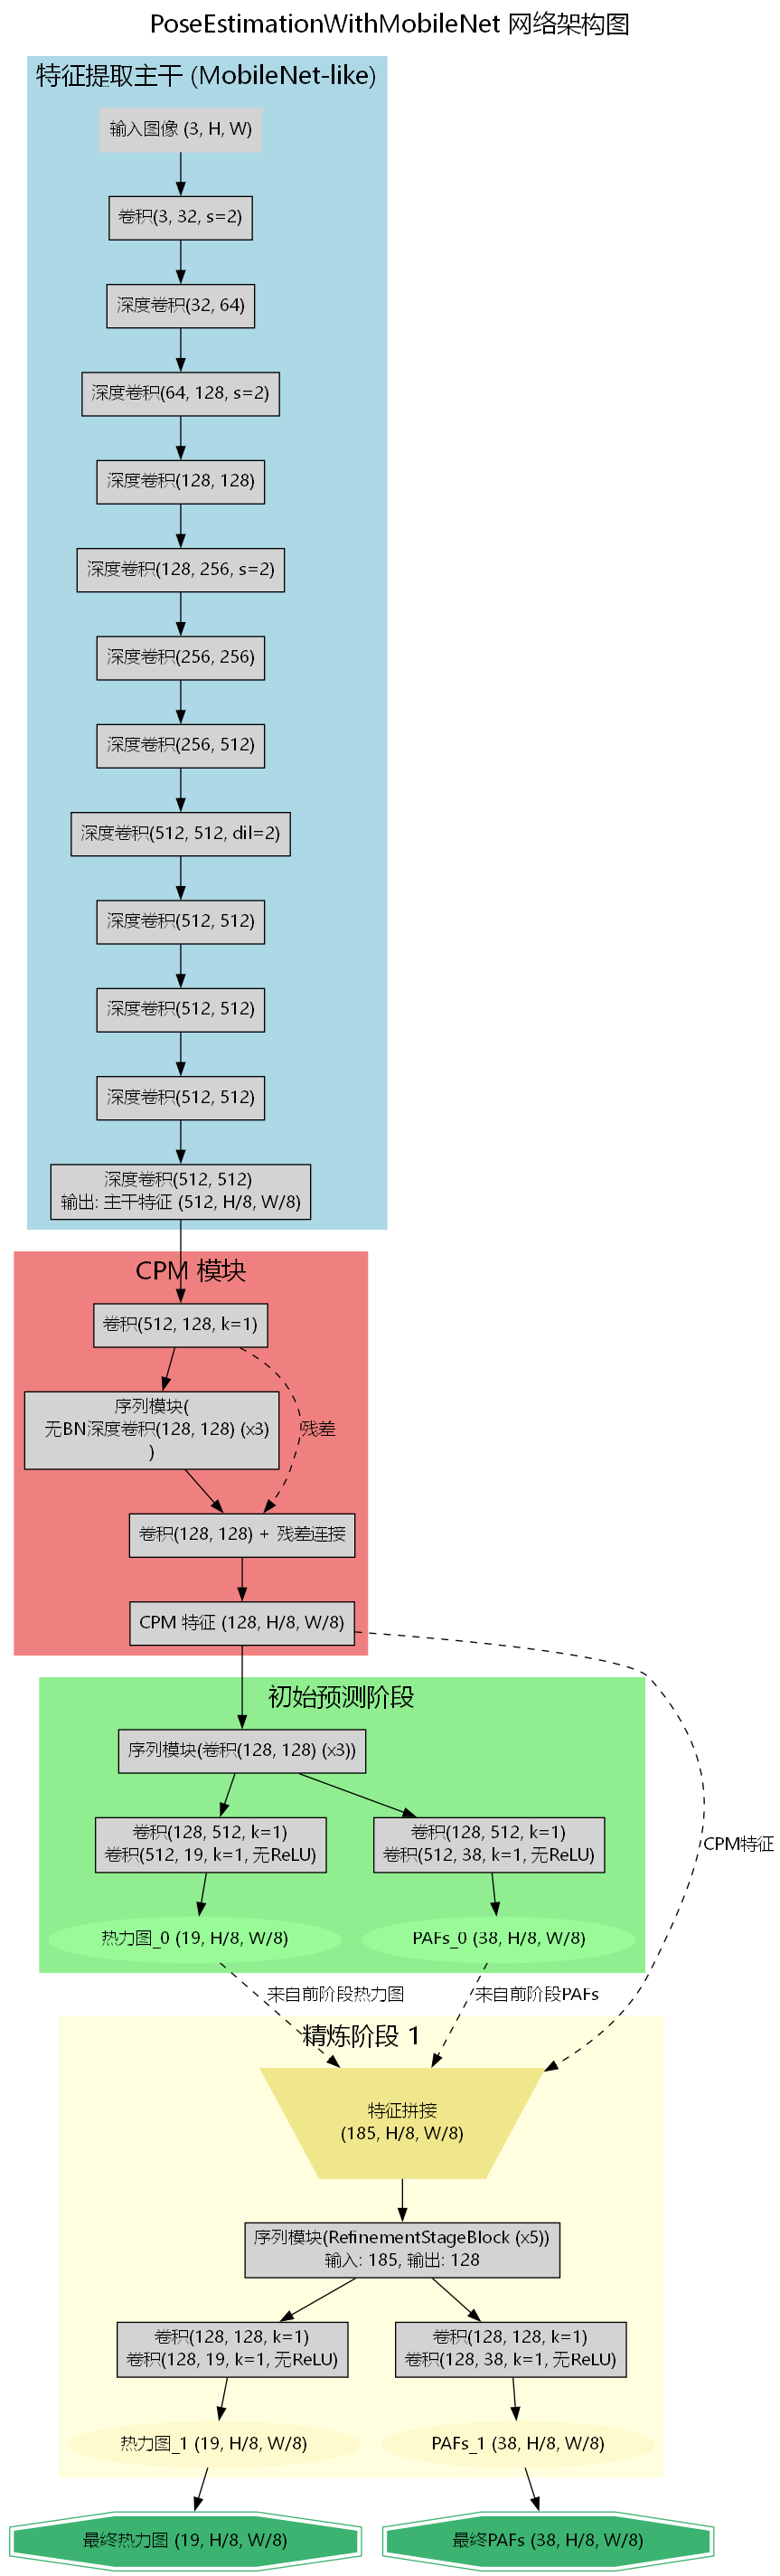 PoseEstimationWithMobileNet 网络架构图
特征提取主干 (MobileNet-like)
输入图像 (3, H, W)
卷积(3, 32, s=2)
深度卷积(32, 64)
深度卷积(64, 128, s=2)
深度卷积(128, 128)
深度卷积(128, 256, s=2)
深度卷积(256, 256)
深度卷积(256, 512)
深度卷积(512, 512, dil=2)
深度卷积(512, 512)
深度卷积(512, 512)
深度卷积(512, 512)
深度卷积(512, 512)
输出: 主干特征 (512, H/8, W/8)
CPM 模块
卷积(512, 128, k=1)
序列模块(
无BN深度卷积(128, 128) (x3)
)
残差
卷积(128, 128) + 残差连接
CPM 特征 (128, H/8, W/8)
初始预测阶段
序列模块(卷积(128, 128) (x3))
卷积(128, 512, k=1)
卷积(512, 19, k=1, 无ReLU)
卷积(128, 512, k=1)
卷积(512, 38, k=1, 无ReLU)
CPM特征
热力图_0 (19, H/8, W/8)
PAFs_0 (38, H/8, W/8)
来自前阶段热力图
来自前阶段PAFs
精炼阶段 1
特征拼接
(185, H/8, W/8)
序列模块(RefinementStageBlock (x5))
输入: 185, 输出: 128
卷积(128, 128, k=1)
卷积(128, 19, k=1, 无ReLU)
卷积(128, 128, k=1)
卷积(128, 38, k=1, 无ReLU)
热力图_1 (19, H/8, W/8)
PAFs_1 (38, H/8, W/8)
最终热力图 (19, H/8, W/8)
最终PAFs (38, H/8, W/8)